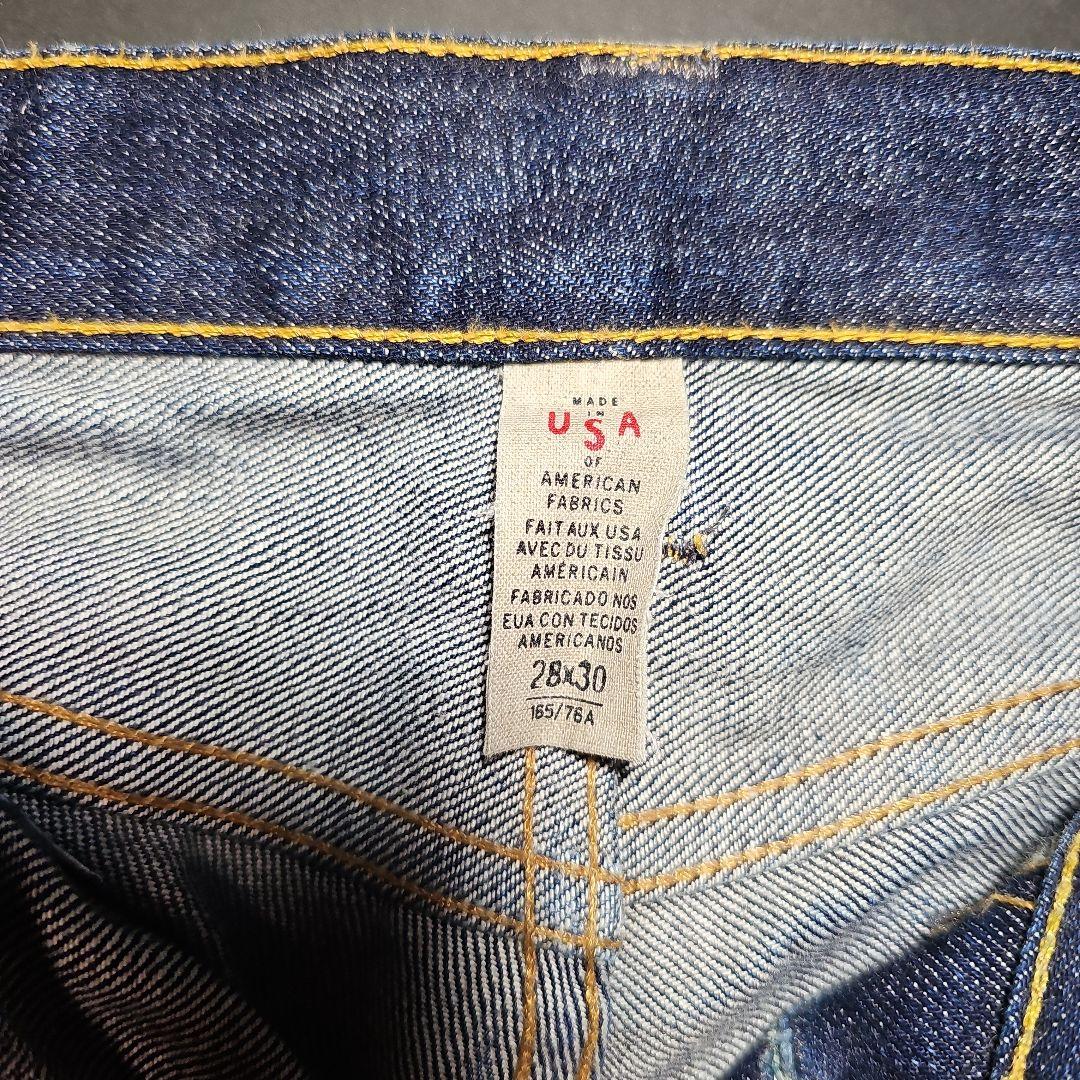 MADE
IN
USA
OF
AMERICAN
FABRICS
FAIT AUX USA
AVEC DU TISSU
AMÉRICAIN
FABRICADO NOS
EUA CON TECIDOS
AMERICANOS
28x30
165/76A